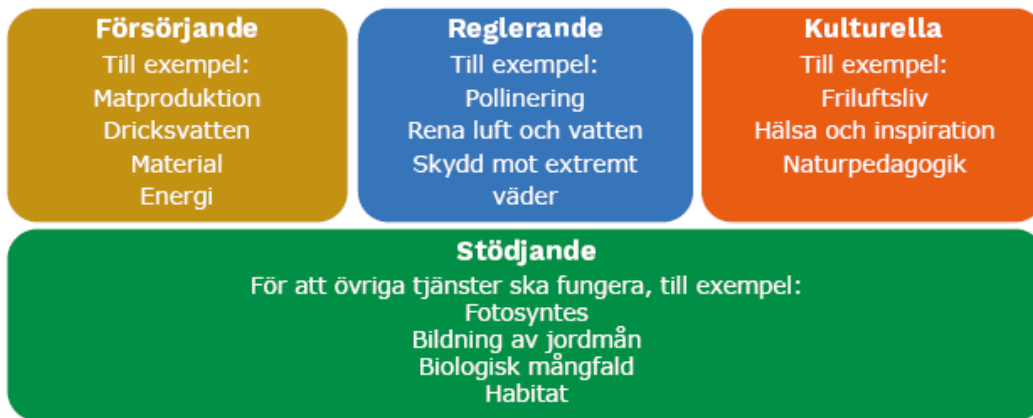 Försörjande
Till exempel:
Matproduktion
Dricksvatten
Material
Energi
Reglerande
Till exempel:
Pollinering
Rena luft och vatten
Skydd mot extremt
väder
Kulturella
Till exempel:
Friluftsliv
Hälsa och inspiration
Naturpedagogik
Stödjande
För att övriga tjänster ska fungera, till exempel:
Fotosyntes
Bildning av jordmån
Biologisk mångfald
Habitat